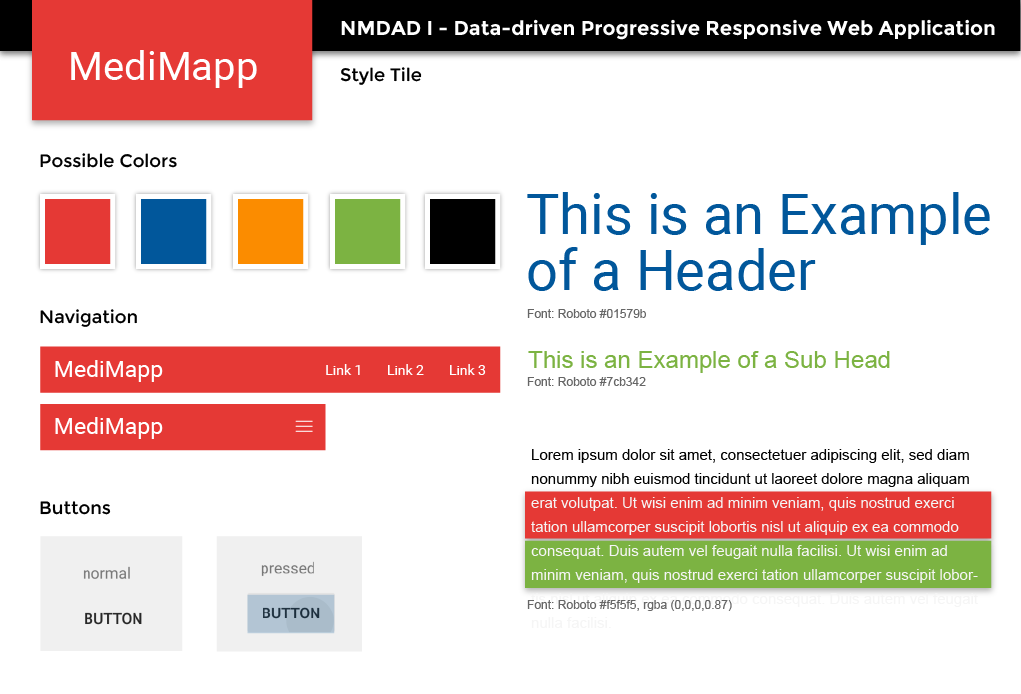 NMDAD I - Data-driven Progressive Responsive Web Application
MediMapp
Style Tile
Possible Colors
Navigation
MediMapp Link 1 Link 2 Link 3
MediMapp
Buttons
normal
BUTTON
pressed
BUTTON
This is an Example
of a Header
Font: Roboto #01579b
This is an Example of a Sub Head
Font: Roboto #7cb342
Lorem ipsum dolor sit amet, consectetuer adipiscing elit, sed diam
nonummy nibh euismod tincidunt ut laoreet dolore magna aliquam
erat volutpat. Ut wisi enim ad minim veniam, quis nostrud exerci
tation ullamcorper suscipit lobortis nisl ut aliquip ex ea commodo
consequat. Duis autem vel feugait nulla facilisi. Ut wisi enim ad
minim veniam, quis nostrud exerci tation ullamcorper suscipit lobor-
consequat. Duis autem vel feugait
Font: Roboto #f5f5f5, rgba (0,0,0,0.87)
nulla facilisi.